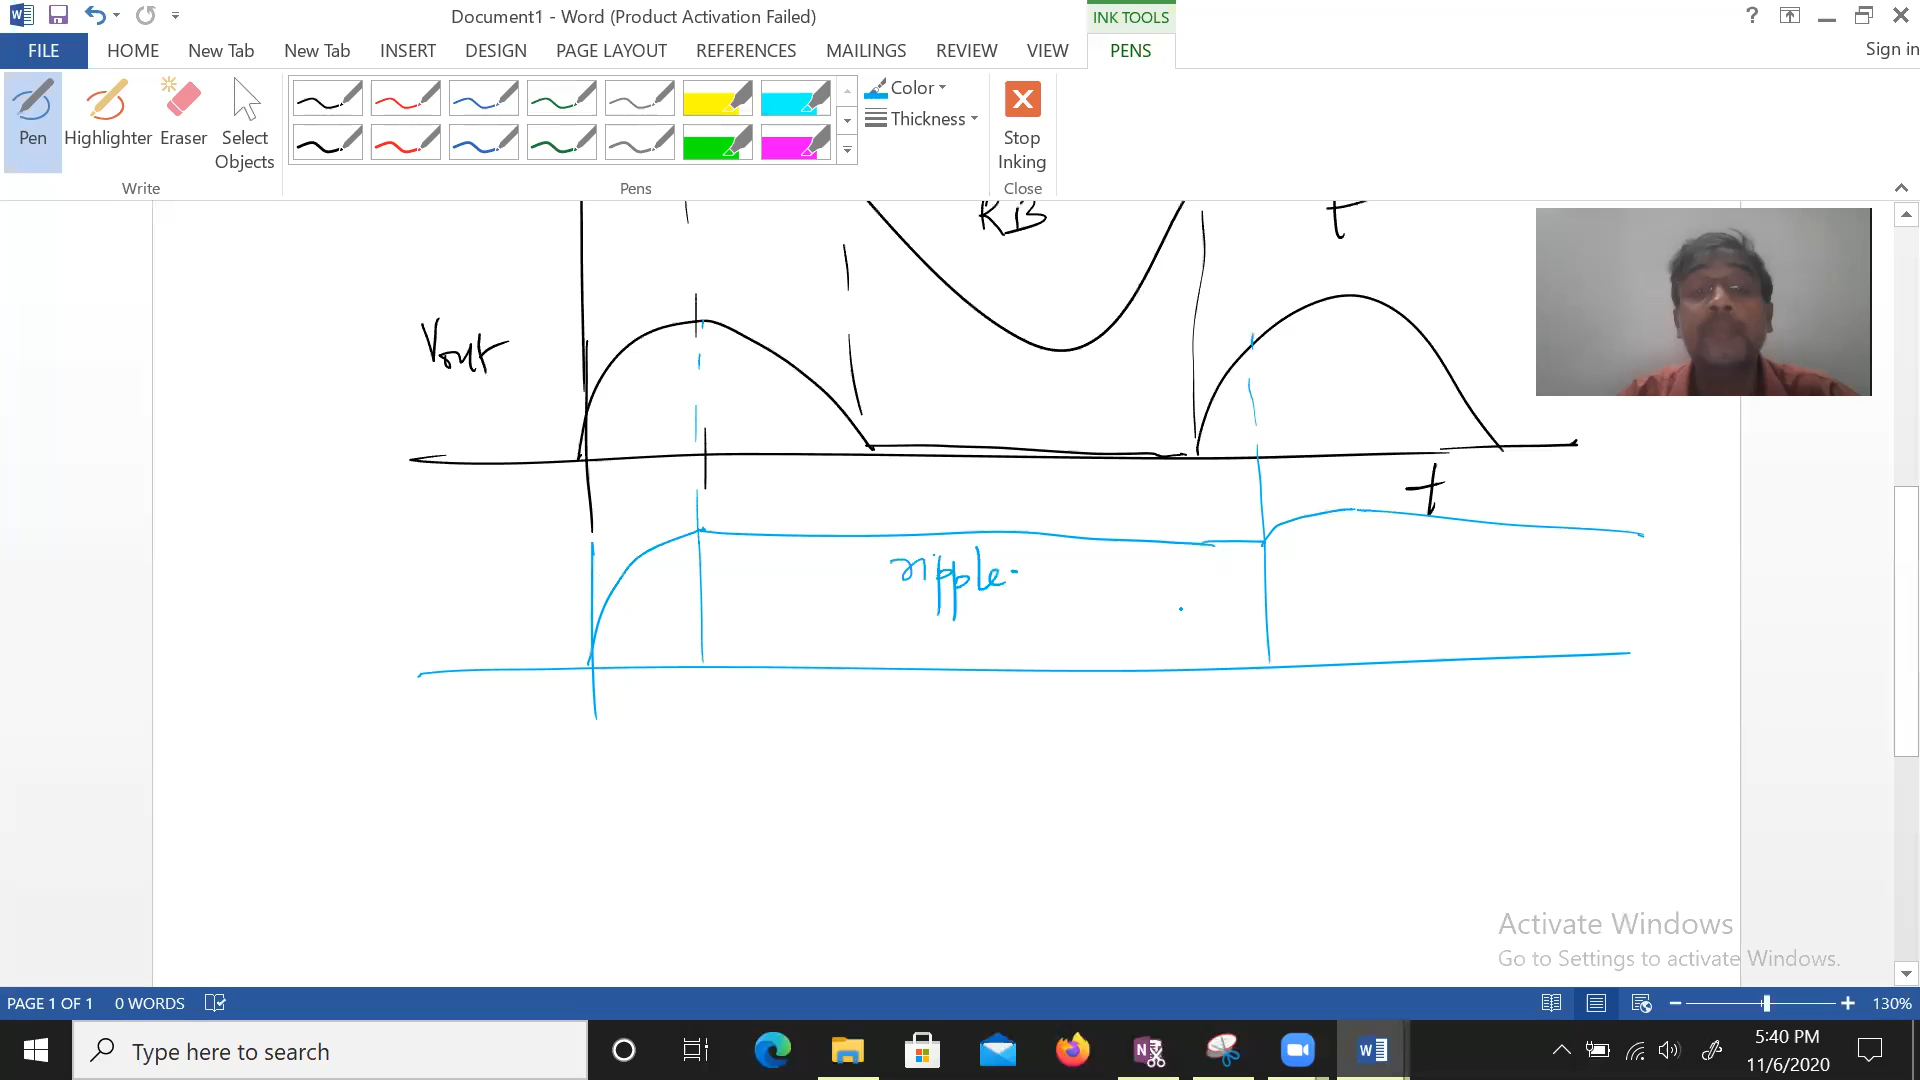 Document1 - Word (Product Activation Failed)
INK TOOLS
?
FILE
HOME
New Tab
New Tab
INSERT
DESIGN
PAGE LAYOUT
REFERENCES
MAILINGS
REVIEW
VIEW
PENS
Sign in
Pen
Highlighter
Eraser
Select
Objects
Color
Thickness
Stop
Inking
Write
Pens
Close
RB
t
Vout
t
ripple
Activate Windows
Go to Settings to activate Windows.
PAGE 1 OF 1
0 WORDS
130%
Type here to search
5:40 PM
11/6/2020